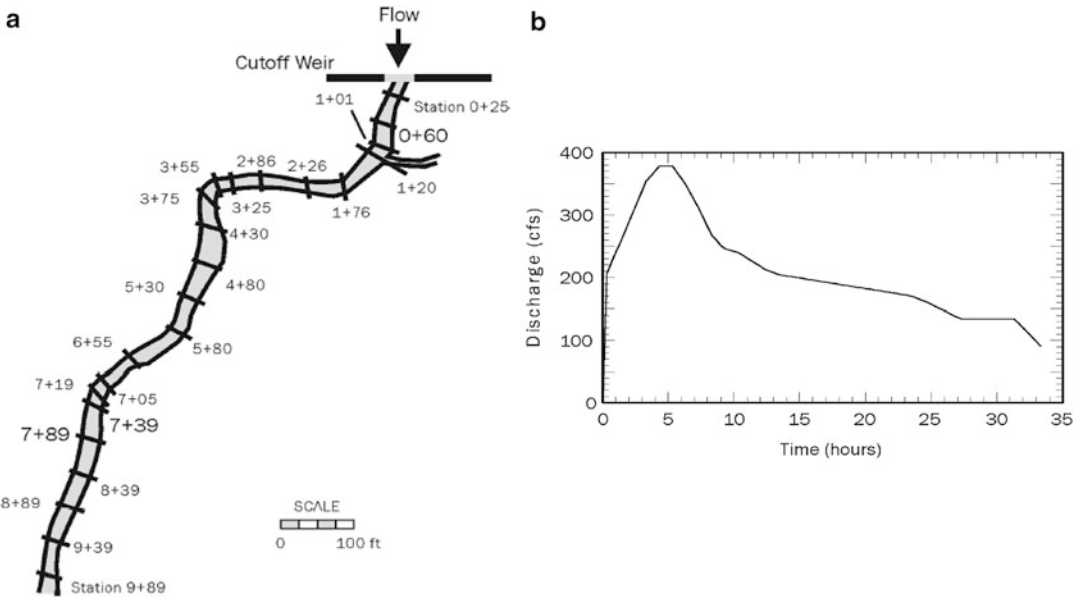 a
Flow
Cutoff Weir
1+01
Station 0+25
0+60
3+55
2+86
2+26
1+20
3+75
3+25
1+76
4+30
5+30
4+80
6+55
5+80
7+19
7+05
7+89
7+39
8+39
8+89
9+39
Station 9+89
SCALE
0 100 ft
b
Discharge (cfs)
400
300
200
100
0
0 5 10 15 20 25 30 35
Time (hours)